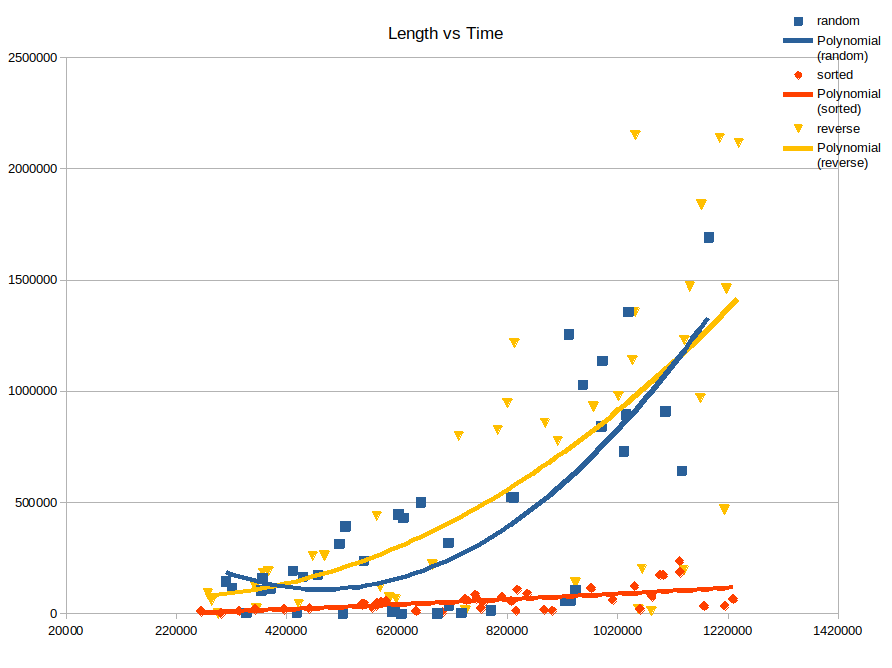 Length vs Time
random
Polynomial
(random)
sorted
Polynomial
(sorted)
reverse
Polynomial
(reverse)
2500000
2000000
1500000
1000000
500000
0
20000 220000 420000 620000 820000 1020000 1220000 1420000